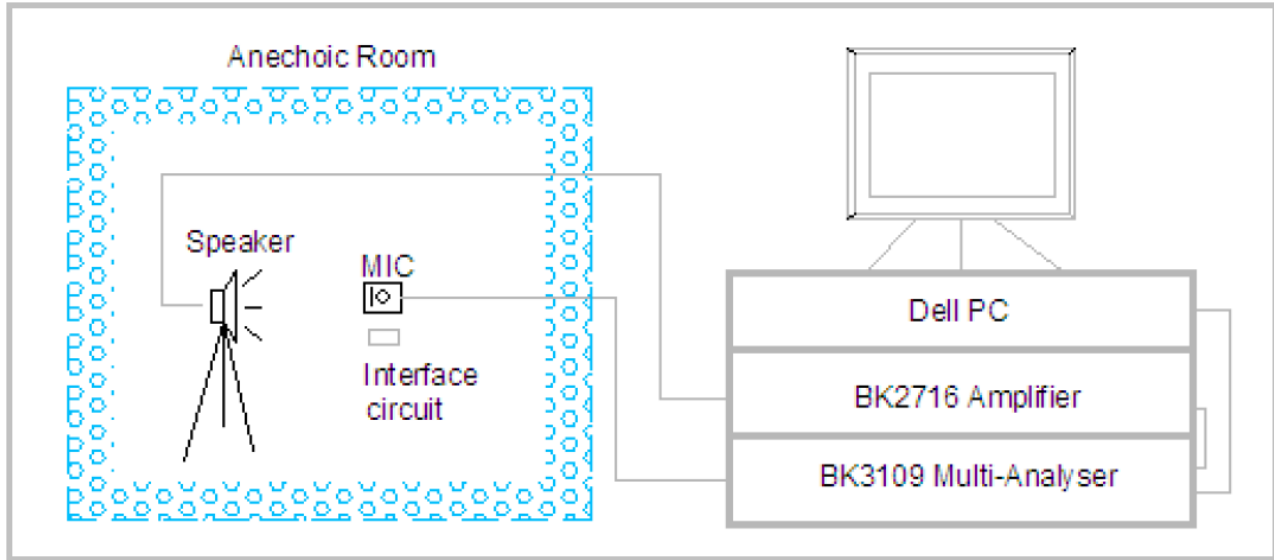 Anechoic Room
Speaker
MIC
Interface
circuit
Dell PC
BK2716 Amplifier
BK3109 Multi-Analyser